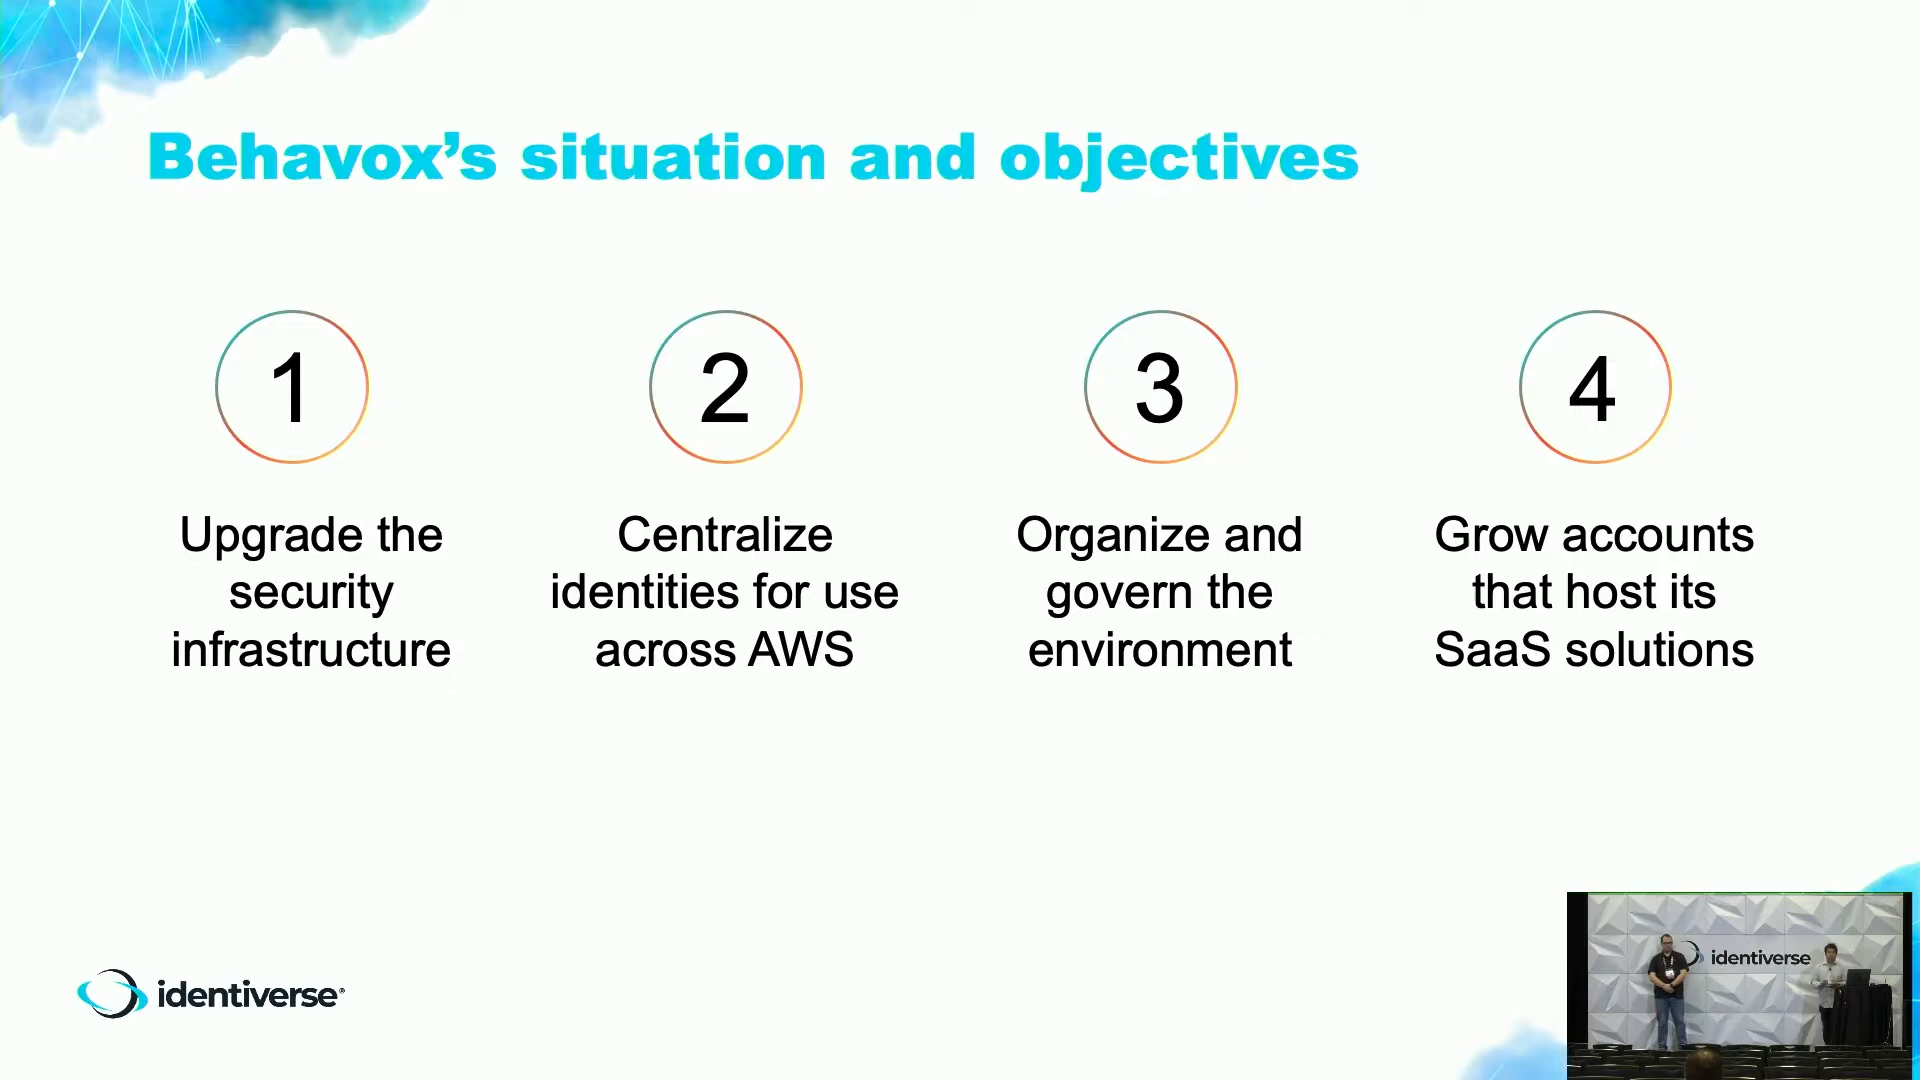 Behavox’s situation and objectives
1
2
3
4
Upgrade the
security
infrastructure
Centralize
identities for use
across AWS
Organize and
govern the
environment
Grow accounts
that host its
SaaS solutions
identiverse®
identiverse